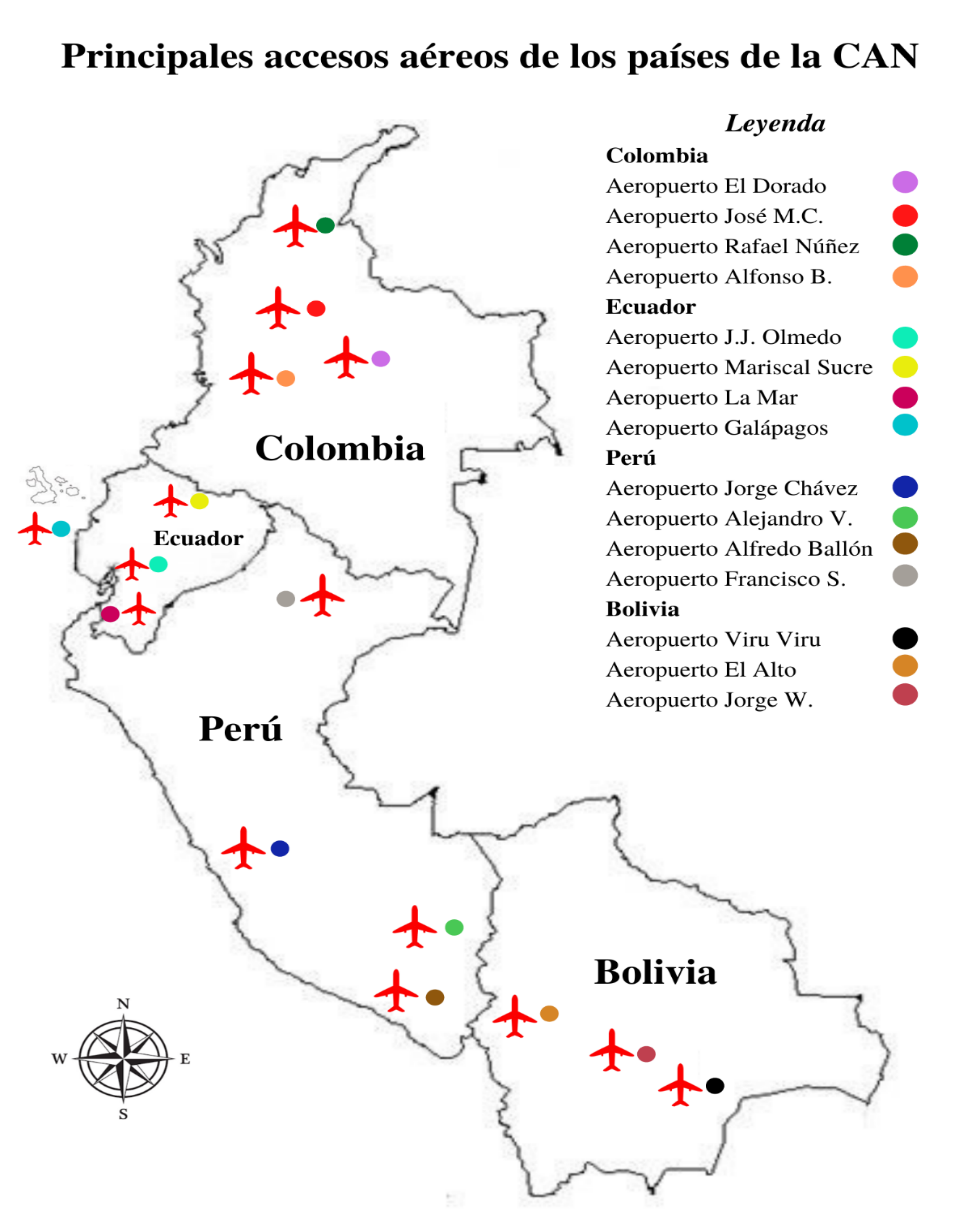 Principales accesos aéreos de los países de la CAN
Leyenda
Colombia
Aeropuerto El Dorado
Aeropuerto José M.C.
Aeropuerto Rafael Núñez
Aeropuerto Alfonso B.
Ecuador
Aeropuerto J.J. Olmedo
Aeropuerto Mariscal Sucre
Aeropuerto La Mar
Aeropuerto Galápagos
Perú
Aeropuerto Jorge Chávez
Aeropuerto Alejandro V.
Aeropuerto Alfredo Ballón
Aeropuerto Francisco S.
Bolivia
Aeropuerto Viru Viru
Aeropuerto El Alto
Aeropuerto Jorge W.
Colombia
Ecuador
Perú
Bolivia
N
W E
S